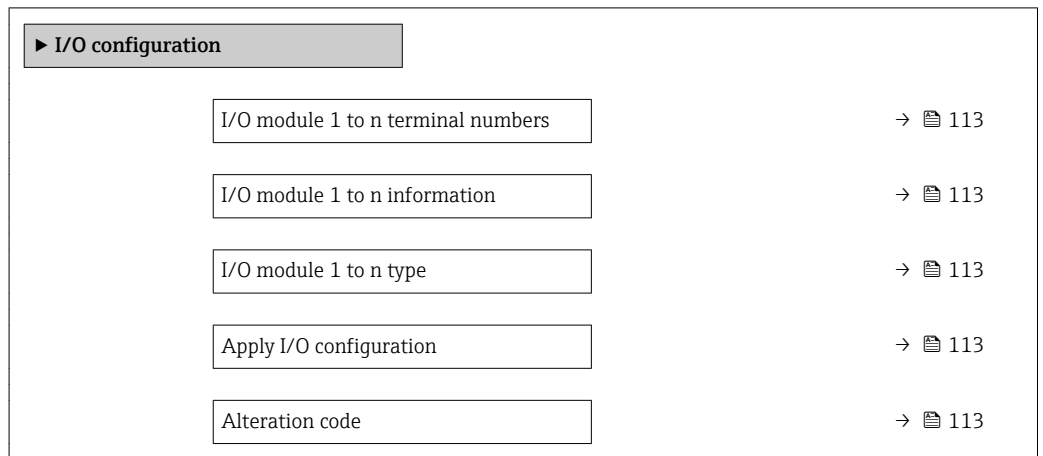 ► I/O configuration
I/O module 1 to n terminal numbers → 113
I/O module 1 to n information → 113
I/O module 1 to n type → 113
Apply I/O configuration → 113
Alteration code → 113